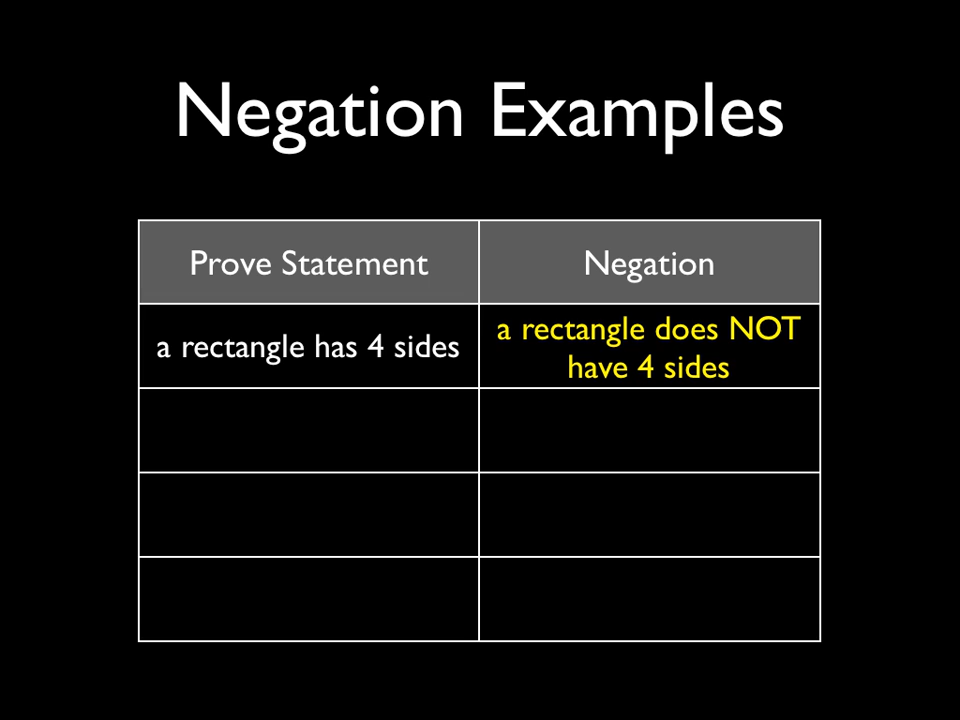 Negation Examples
Prove Statement
Negation
a rectangle has 4 sides
a rectangle does NOT
have 4 sides